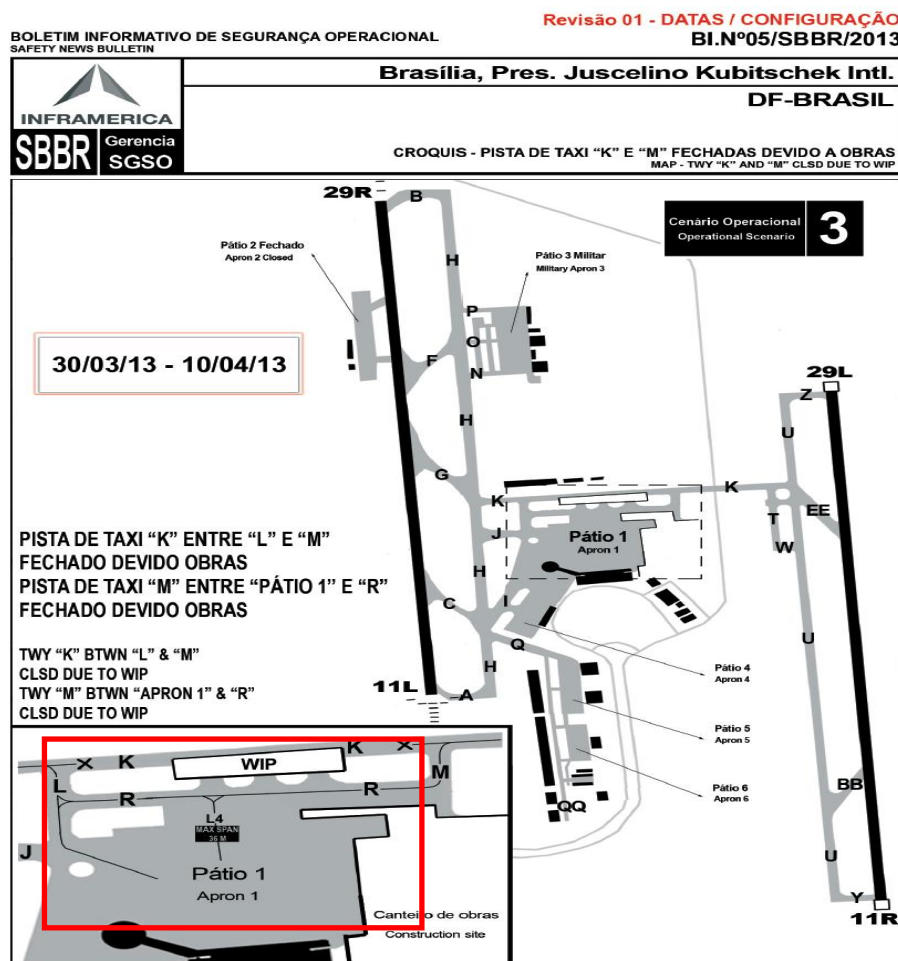 Revisão 01 - DATAS / CONFIGURAÇÃO
BOLETIM INFORMATIVO DE SEGURANÇA OPERACIONAL
BI.Nº05/SBBR/2013
SAFETY NEWS BULLETIN
INFRAMERICA
SBBR
Gerencia
SGSO
Brasília, Pres. Juscelino Kubitschek Intl.
DF-BRASIL
CROQUIS - PISTA DE TAXI “K” E “M” FECHADAS DEVIDO A OBRAS
MAP - TWY “K” AND “M” CLSD DUE TO WIP
Cenário Operacional
Operational Scenario
3
29R
B
Pátio 2 Fechado
Apron 2 Closed
H
Pátio 3 Militar
Military Apron 3
P
O
N
F
30/03/13 - 10/04/13
29L
Z
U
H
G
K
K
EE
T
W
J
Pátio 1
Apron 1
H
I
C
U
Q
H
A
11L
Pátio 4
Apron 4
Pátio 5
Apron 5
Pátio 6
Apron 6
QQ
BB
U
Y
11R
PISTA DE TAXI “K” ENTRE “L” E “M”
FECHADO DEVIDO OBRAS
PISTA DE TAXI “M” ENTRE “PÁTIO 1” E “R”
FECHADO DEVIDO OBRAS
TWY “K” BTWN “L” & “M”
CLSD DUE TO WIP
TWY “M” BTWN “APRON 1” & “R”
CLSD DUE TO WIP
X K WIP K X
L R R M
L4
MAX SPAN
36 M
J
Pátio 1
Apron 1
Canteiro de obras
Construction site